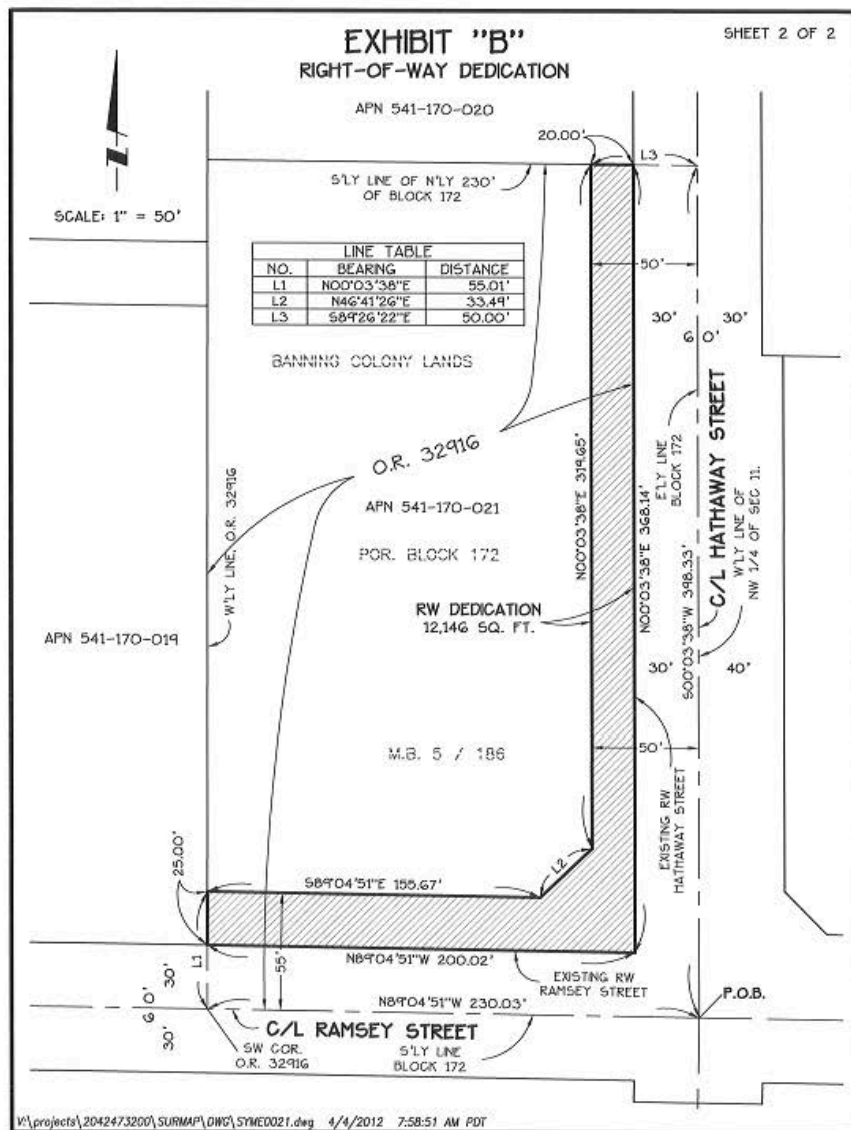 EXHIBIT "B"
SHEET 2 OF 2
RIGHT-OF-WAY DEDICATION
APN 541-170-020
20.00'
L3
S'LY LINE OF N'LY 230'
OF BLOCK 172
SCALE: 1" = 50'
LINE TABLE
NO. BEARING DISTANCE
L1 N00°03'38"E 55.01'
L2 N46°41'26"E 33.49'
L3 S89°26'22"E 50.00'
50'
30' 30'
60'
BANNING COLONY LANDS
O.R. 32916
E'LY LINE
BLOCK 172
C/L HATHAWAY STREET
W'LY LINE OF
NW 1/4 OF SEC 11.
N00°03'38"E 319.65'
N00°03'38"E 368.14'
S00°03'38"W 398.33'
W'LY LINE, O.R. 32916
APN 541-170-021
POR. BLOCK 172
RW DEDICATION
12,146 SQ. FT.
APN 541-170-019
30' 40'
M.B. 5 / 186
50'
EXISTING RW
HATHAWAY STREET
25.00'
S89°04'51"E 155.67'
L2
L1
55'
N89°04'51"W 200.02'
EXISTING RW
RAMSEY STREET
30'
60'
30'
N89°04'51"W 230.03'
P.O.B.
C/L RAMSEY STREET
SW COR.
O.R. 32916
S'LY LINE
BLOCK 172
V:\projects\2042473200\SURMAP\DWG\SYME0021.dwg 4/4/2012 7:58:51 AM PDT